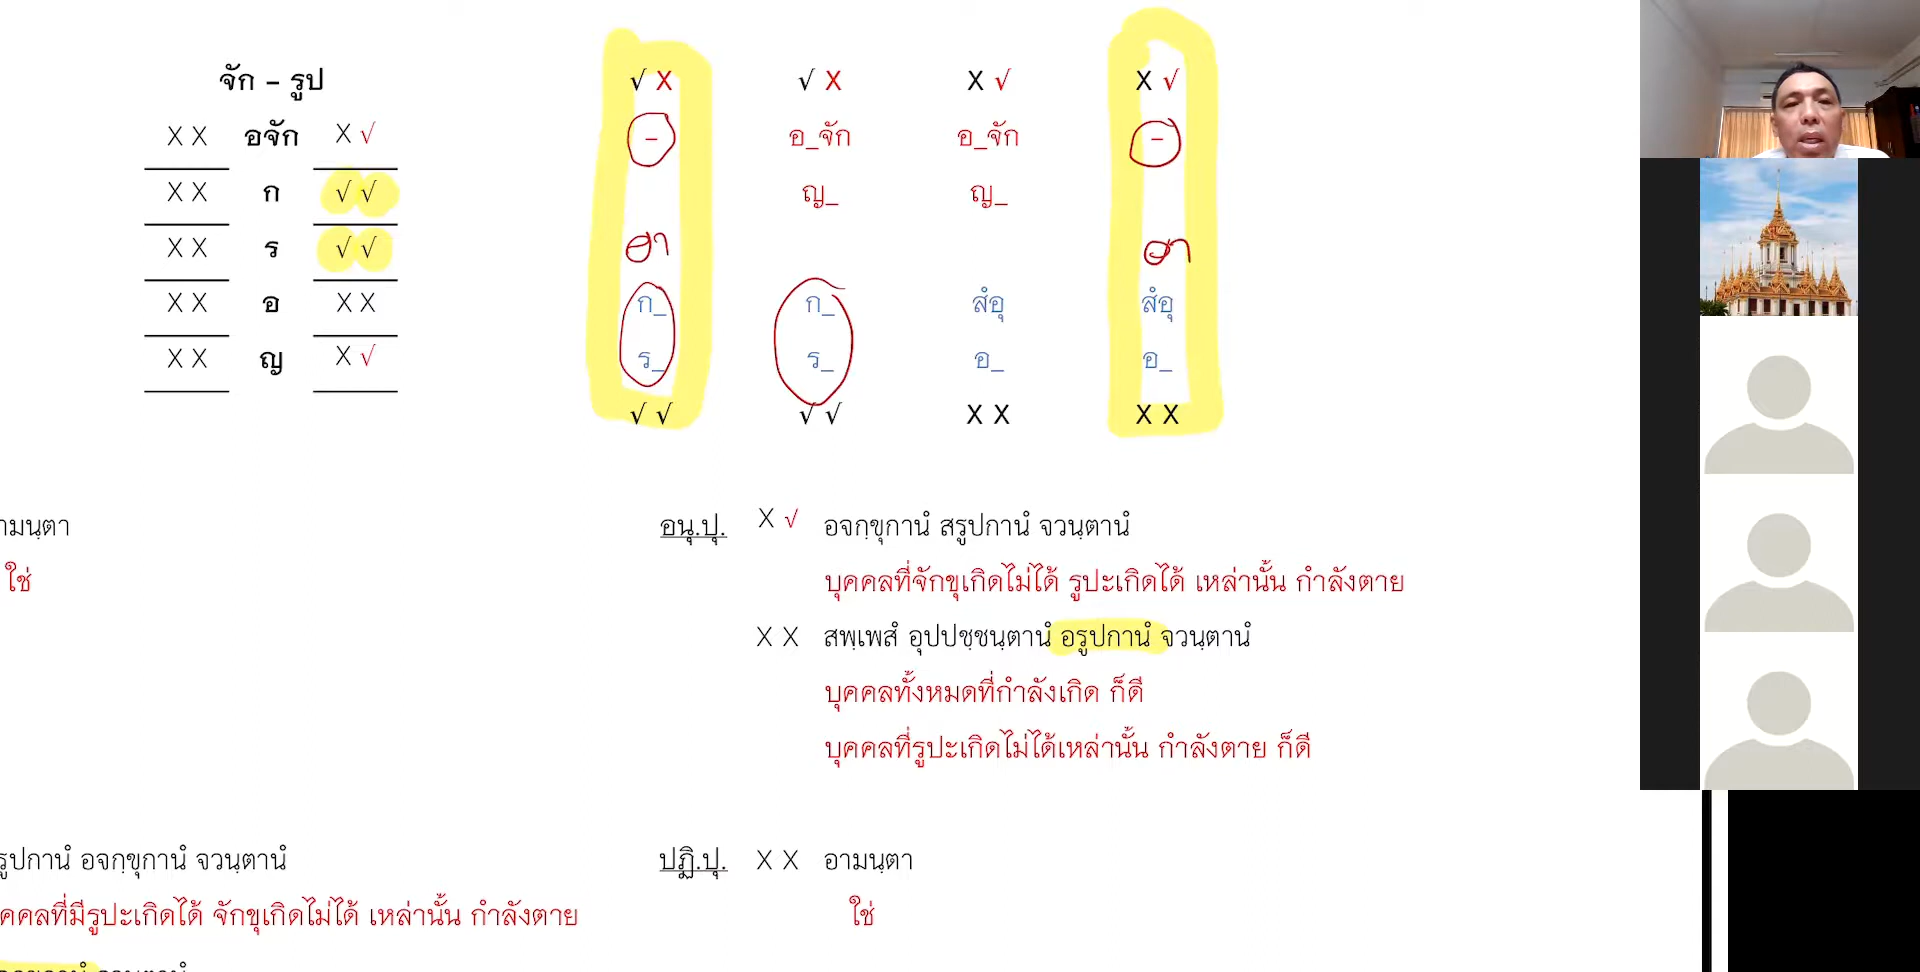 จัก – รูป
X X อจัก X √
X X ก √ √
X X ร √ √
X X อ X X
X X ญ X √
√ X √ X X √ X √
– อ_จัก อ_จัก –
ญ_ ญ_
ก_ ก_ สํอุ สํอุ
ร_ ร_ อ_ อ_
√ √ √ √ X X X X
ามนฺตา
ใช่
อนุ.ปุ. X √ อจกฺขุกานํ สรูปกานํ จวนฺตานํ
บุคคลที่จักขุเกิดไม่ได้ รูปะเกิดได้ เหล่านั้น กำลังตาย
X X สพฺเพสํ อุปปชฺชนฺตานํ อรูปกานํ จวนฺตานํ
บุคคลทั้งหมดที่กำลังเกิด ก็ดี
บุคคลที่รูปะเกิดไม่ได้เหล่านั้น กำลังตาย ก็ดี
รูปกานํ อจกฺขุกานํ จวนฺตานํ
คคลที่มีรูปะเกิดได้ จักขุเกิดไม่ได้ เหล่านั้น กำลังตาย
ปฏิ.ปุ. X X อามนฺตา
ใช่